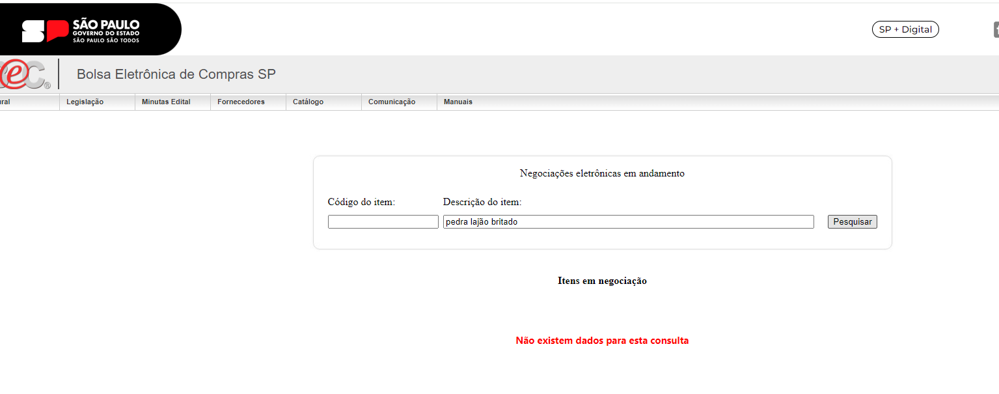 SÃO PAULO
GOVERNO DO ESTADO
SÃO PAULO SÃO TODOS
SP + Digital
eC®
Bolsa Eletrônica de Compras SP
ral Legislação Minutas Edital Fornecedores Catálogo Comunicação Manuais
Negociações eletrônicas em andamento
Código do item: Descrição do item:
pedra lajão britado Pesquisar
Itens em negociação
Não existem dados para esta consulta